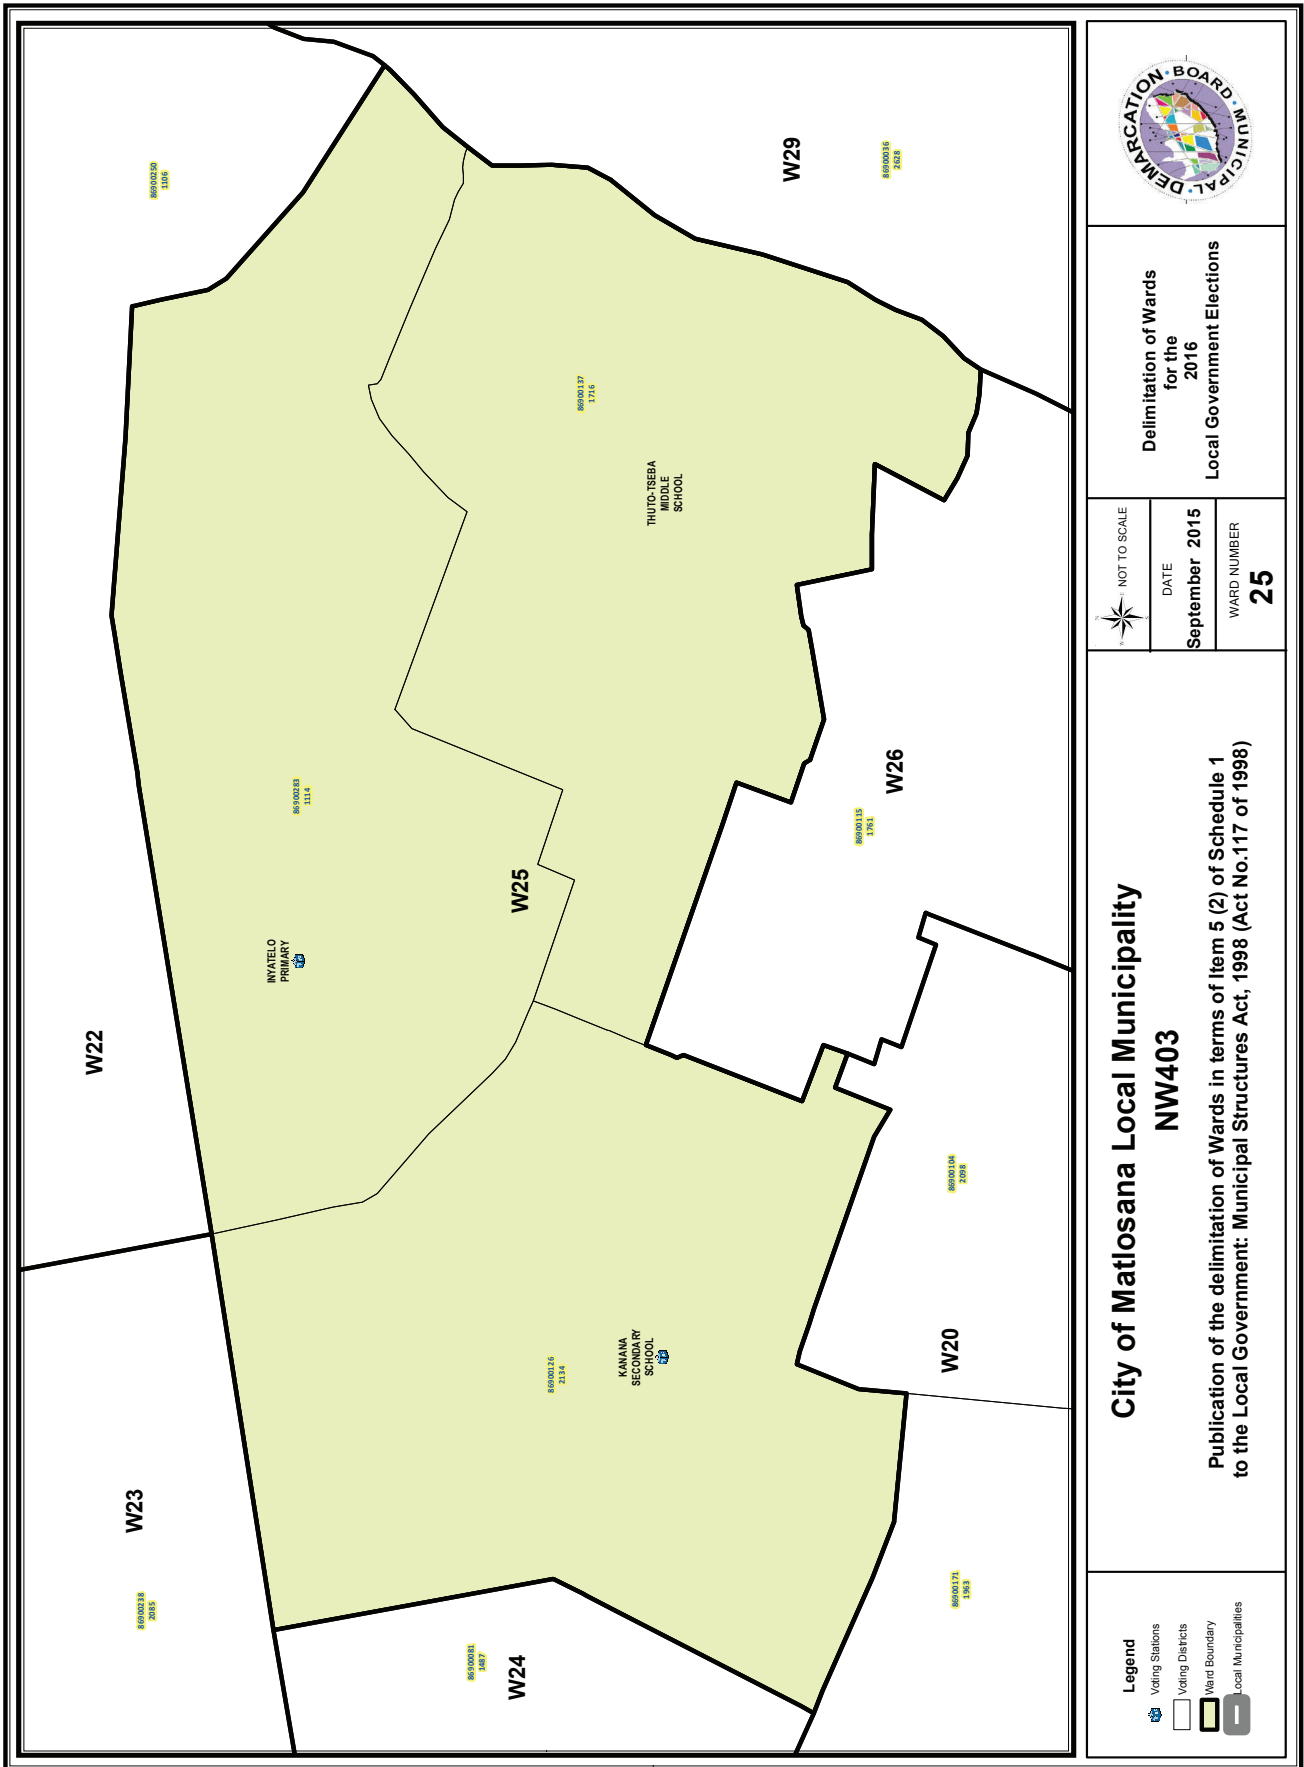 W22
W23
W24
W25
W26
W20
W29
86900250
1106
86900036
2628
86900137
1716
THUTO-TSEBA
MIDDLE
SCHOOL
86900283
1114
INYATELO
PRIMARY
86900115
1761
86900104
2098
86900126
2134
KANANA
SECONDARY
SCHOOL
86900238
2085
86900081
1487
86900171
1963
Legend
Voting Stations
Voting Districts
Ward Boundary
Local Municipalities
City of Matlosana Local Municipality
NW403
Publication of the delimitation of Wards in terms of Item 5 (2) of Schedule 1
to the Local Government: Municipal Structures Act, 1998 (Act No.117 of 1998)
N
W
E
S
NOT TO SCALE
DATE
September 2015
WARD NUMBER
25
Delimitation of Wards
for the
2016
Local Government Elections
MUNICIPAL DEMARCATION BOARD